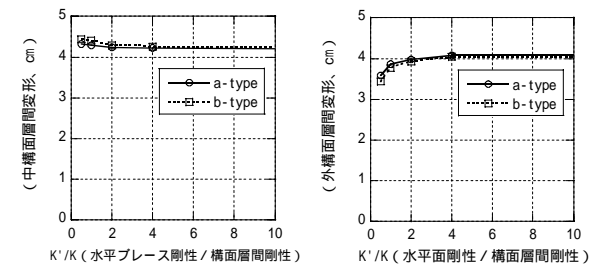 5
4
3
2
1
0
0 2 4 6 8 10
(中構面層間変形、cm)
a-type
b-type
K'/K(水平ブレース剛性/構面層間剛性)
5
4
3
2
1
0
0 2 4 6 8 10
(外構面層間変形、cm)
a-type
b-type
K'/K(水平面剛性/構面層間剛性)